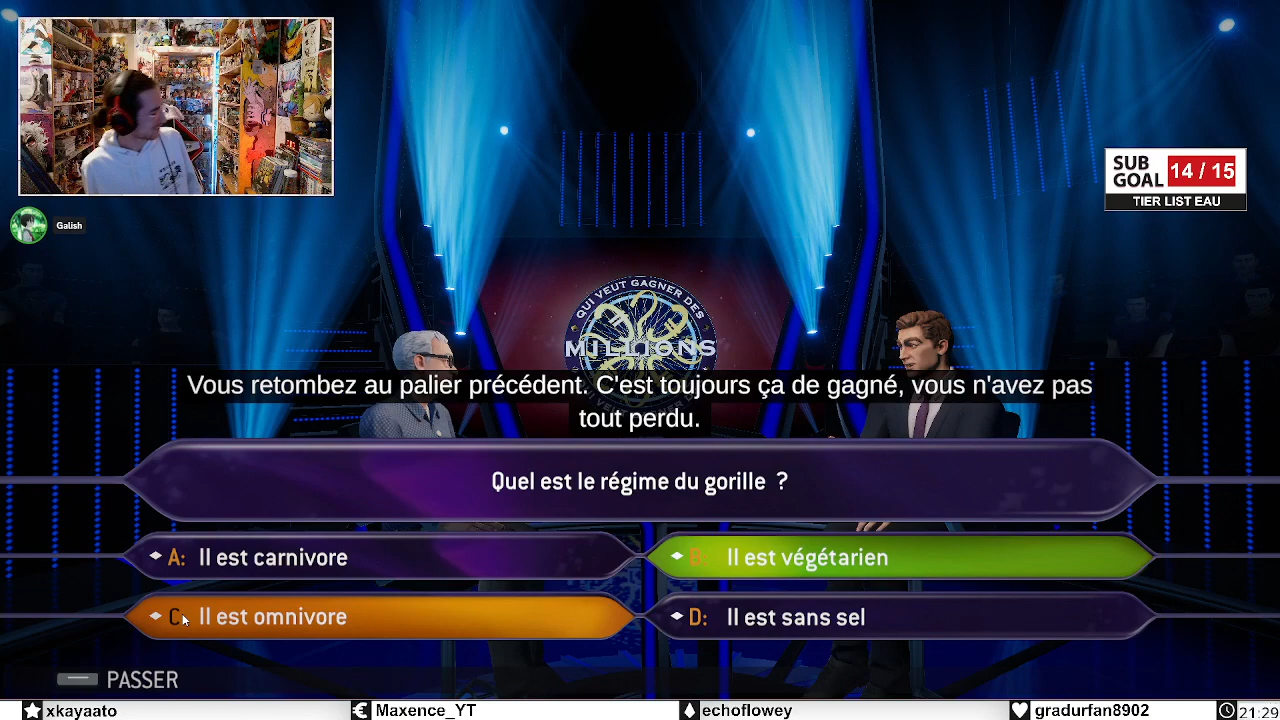 SUB
GOAL
14 / 15
TIER LIST EAU
Galish
QUI VEUT GAGNER DES
MILLIONS
Vous retombez au palier précédent. C'est toujours ça de gagné, vous n'avez pas
tout perdu.
Quel est le régime du gorille ?
A: Il est carnivore
B: Il est végétarien
C: Il est omnivore
D: Il est sans sel
PASSER
xkayaato
Maxence_YT
echoflowey
gradurfan8902
21:29